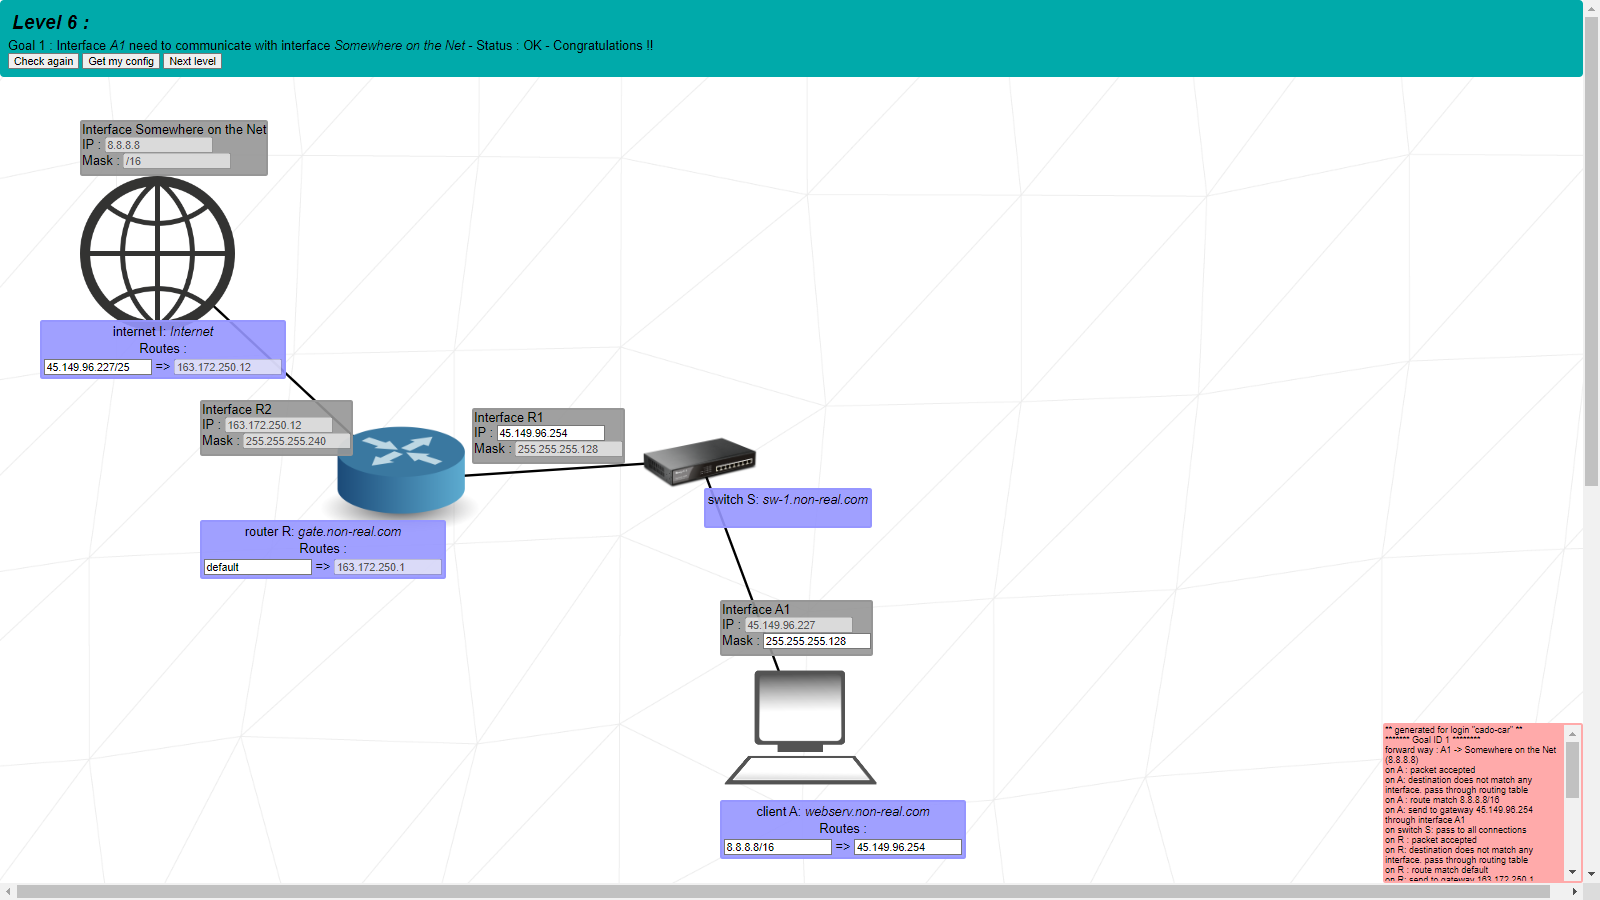 Level 6 :
Goal 1 : Interface A1 need to communicate with interface Somewhere on the Net - Status : OK - Congratulations !!
Check again Get my config Next level
Interface Somewhere on the Net
IP : 8.8.8.8
Mask : /16
internet I: Internet
Routes :
45.149.96.227/25 => 163.172.250.12
Interface R2
IP : 163.172.250.12
Mask : 255.255.255.240
Interface R1
IP : 45.149.96.254
Mask : 255.255.255.128
switch S: sw-1.non-real.com
router R: gate.non-real.com
Routes :
default => 163.172.250.1
Interface A1
IP : 45.149.96.227
Mask : 255.255.255.128
client A: webserv.non-real.com
Routes :
8.8.8.8/16 => 45.149.96.254
** generated for login "cado-car" **
******* Goal ID 1 ********
forward way : A1 -> Somewhere on the Net
(8.8.8.8)
on A : packet accepted
on A: destination does not match any
interface. pass through routing table
on A : route match 8.8.8.8/16
on A: send to gateway 45.149.96.254
through interface A1
on switch S: pass to all connections
on R : packet accepted
on R: destination does not match any
interface. pass through routing table
on R : route match default
on R: send to gateway 163.172.250.1